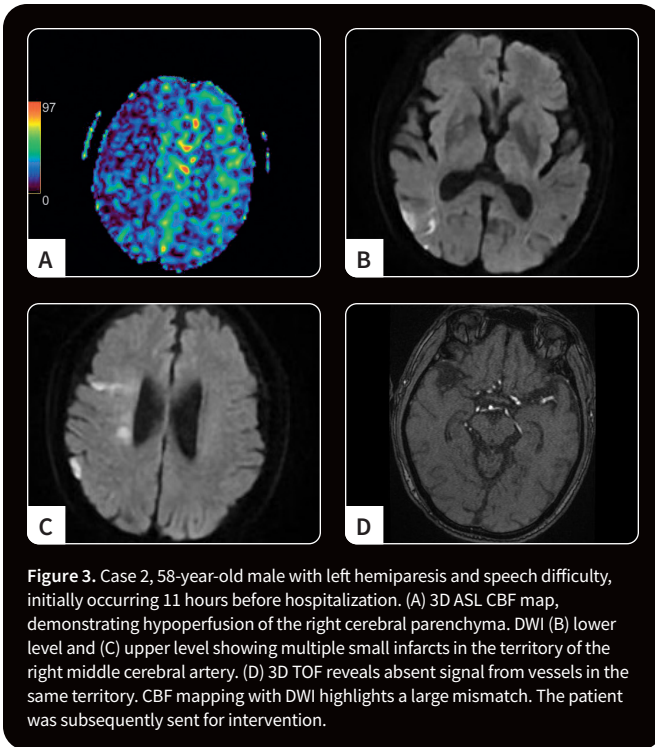 97
0
A
B
C
D
Figure 3. Case 2, 58-year-old male with left hemiparesis and speech difficulty,
initially occurring 11 hours before hospitalization. (A) 3D ASL CBF map,
demonstrating hypoperfusion of the right cerebral parenchyma. DWI (B) lower
level and (C) upper level showing multiple small infarcts in the territory of the
right middle cerebral artery. (D) 3D TOF reveals absent signal from vessels in the
same territory. CBF mapping with DWI highlights a large mismatch. The patient
was subsequently sent for intervention.